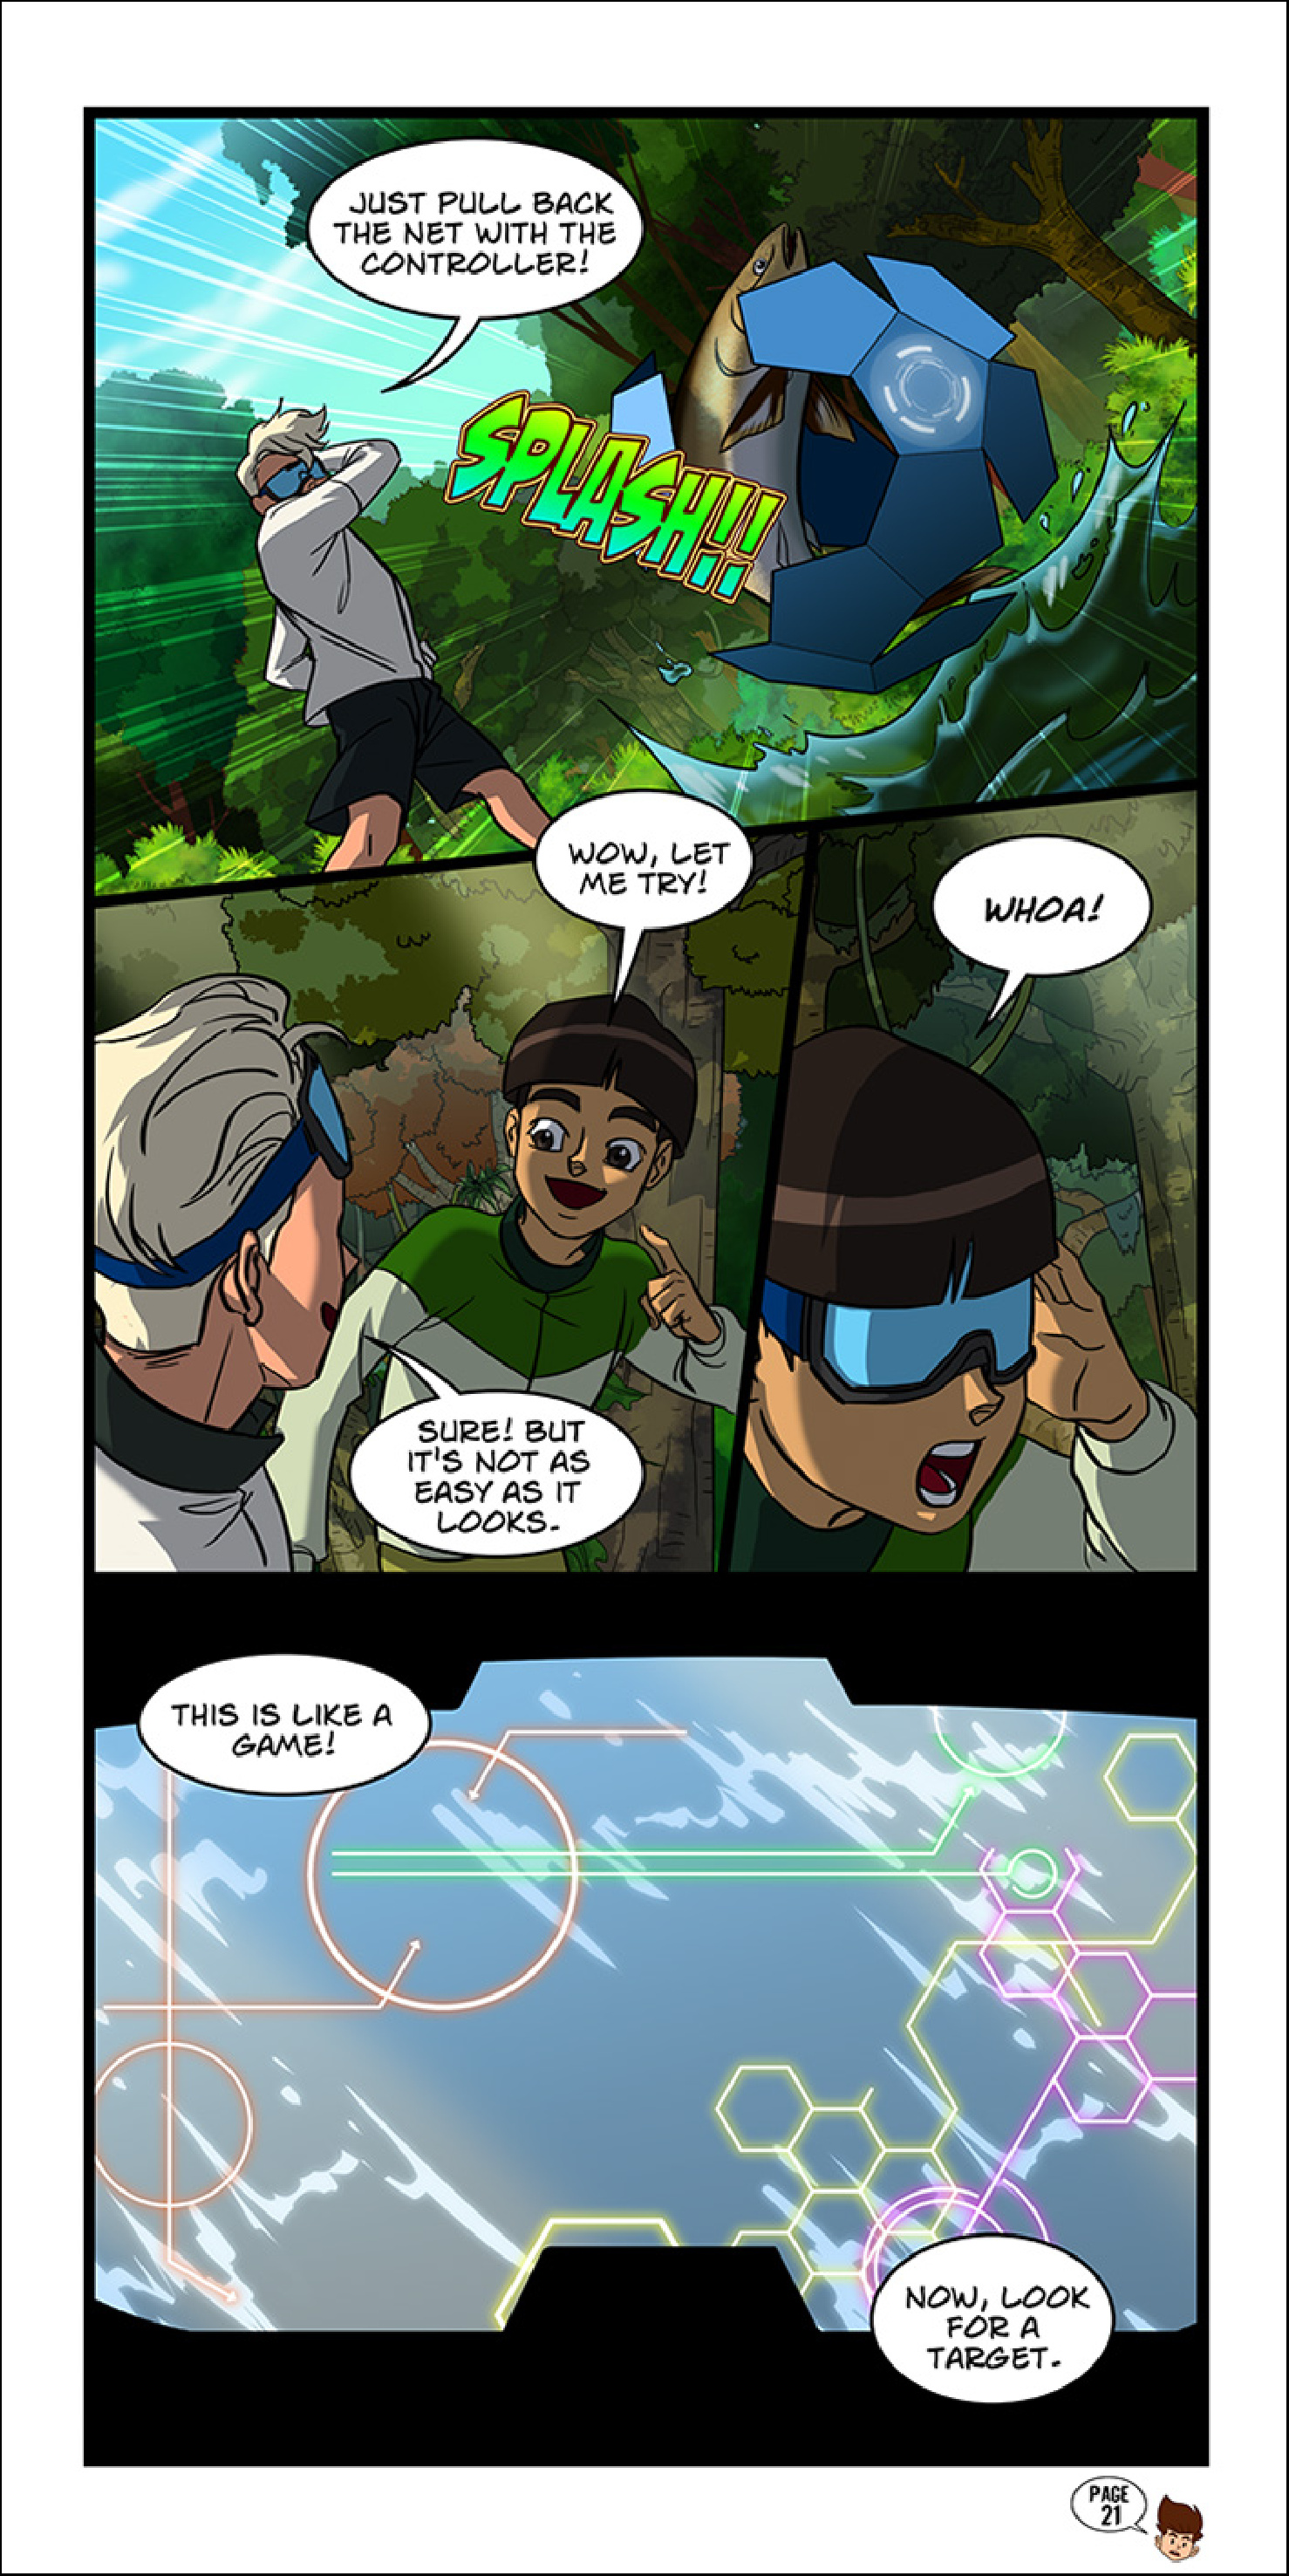 JUST PULL BACK
THE NET WITH THE
CONTROLLER!
SPLASH!!
WOW, LET
ME TRY!
WHOA!
SURE! BUT
IT'S NOT AS
EASY AS IT
LOOKS.
THIS IS LIKE A
GAME!
NOW, LOOK
FOR A
TARGET.
PAGE
21